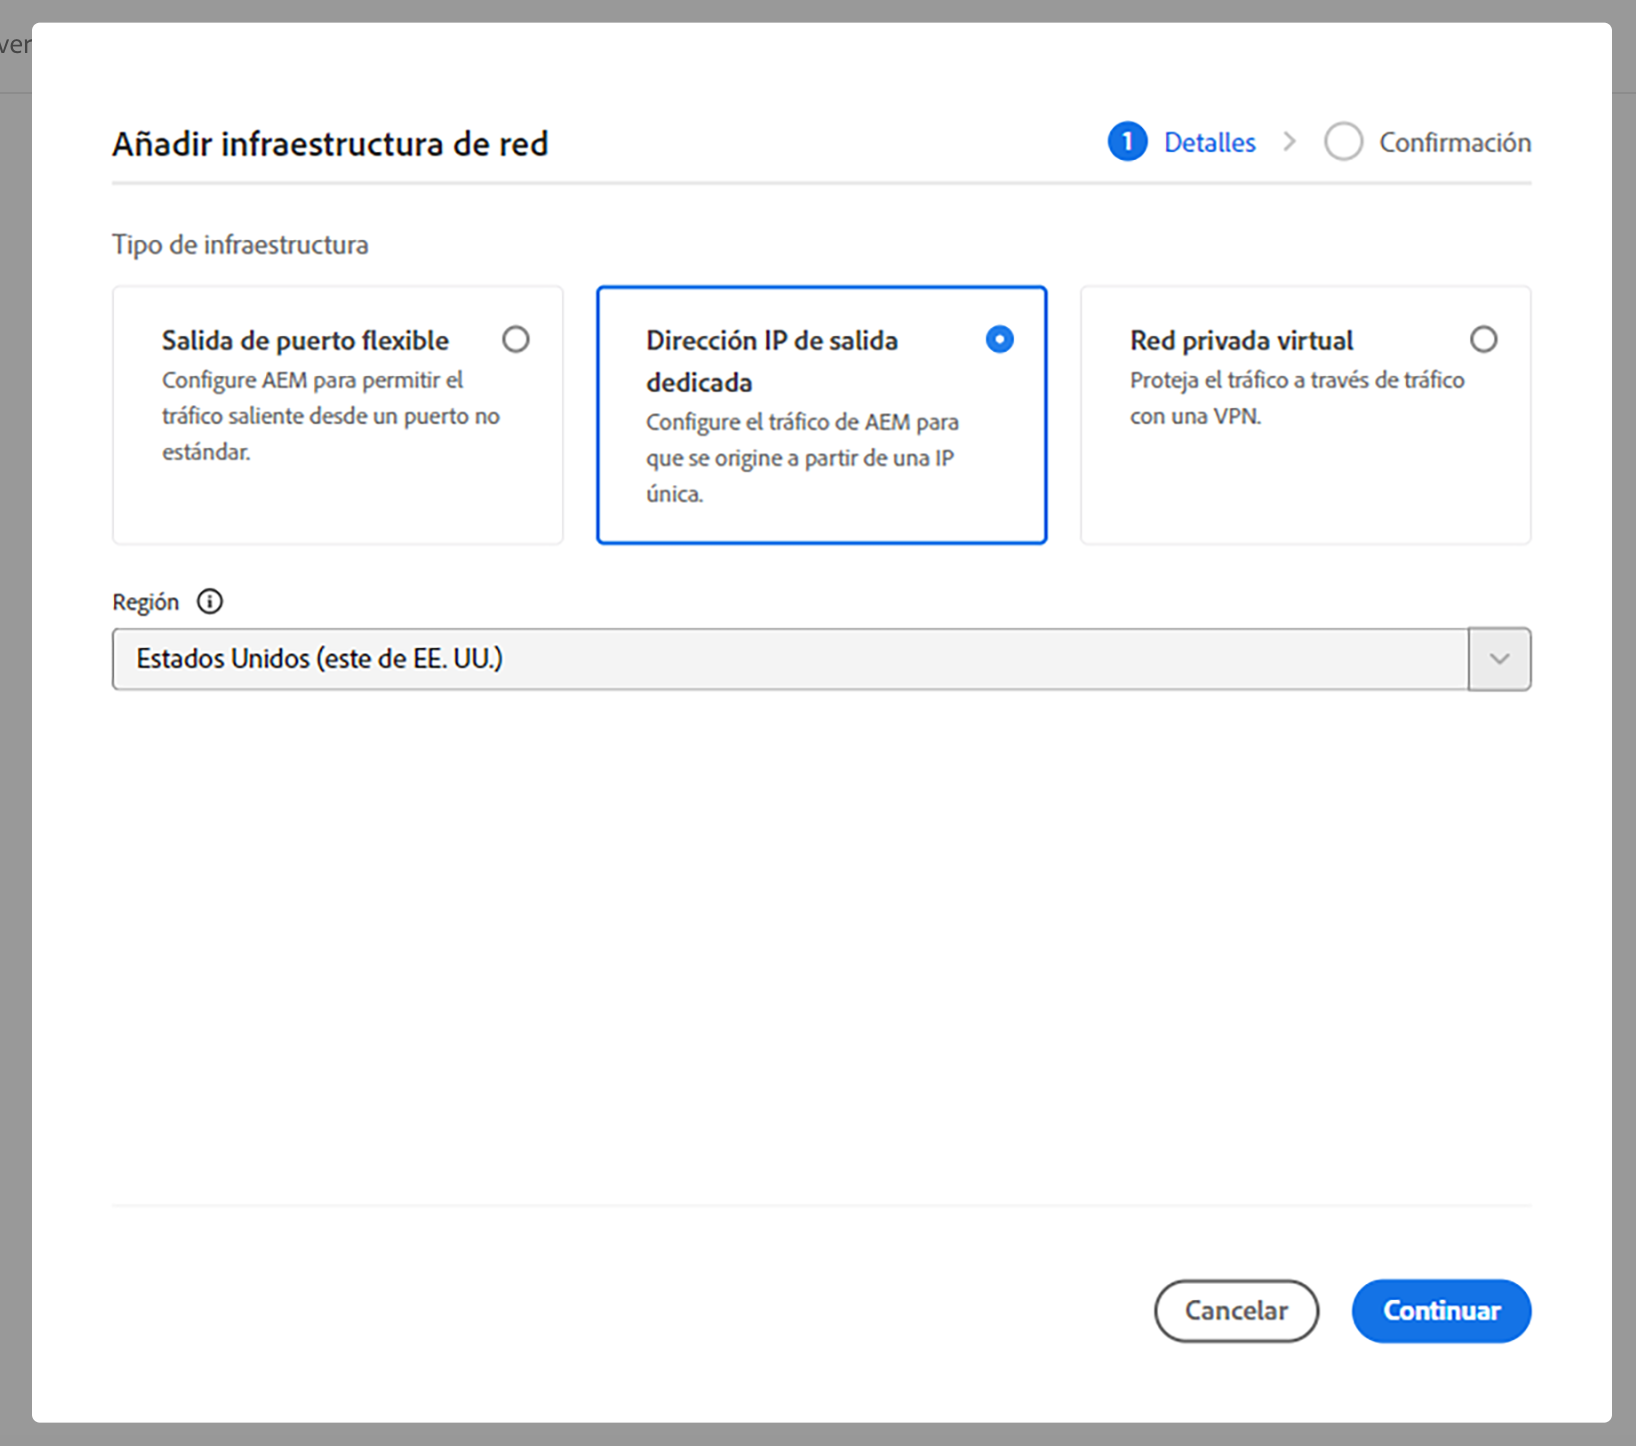 ver
Añadir infraestructura de red
1 Detalles > Confirmación
Tipo de infraestructura
Salida de puerto flexible
Configure AEM para permitir el
tráfico saliente desde un puerto no
estándar.
Dirección IP de salida
dedicada
Configure el tráfico de AEM para
que se origine a partir de una IP
única.
Red privada virtual
Proteja el tráfico a través de tráfico
con una VPN.
Región
Estados Unidos (este de EE. UU.)
Cancelar
Continuar